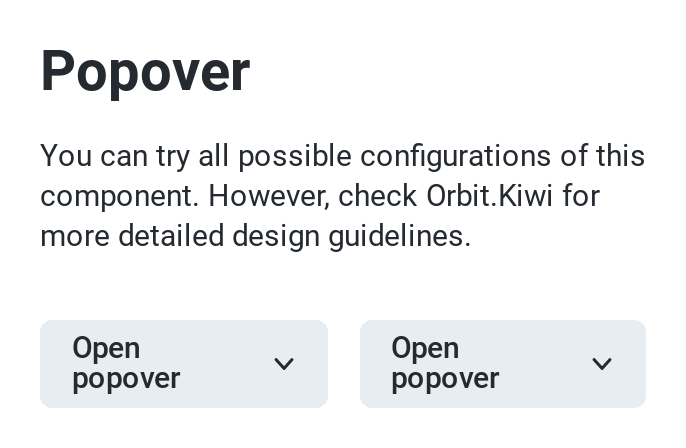 Popover
You can try all possible configurations of this
component. However, check Orbit.Kiwi for
more detailed design guidelines.
Open
popover
Open
popover